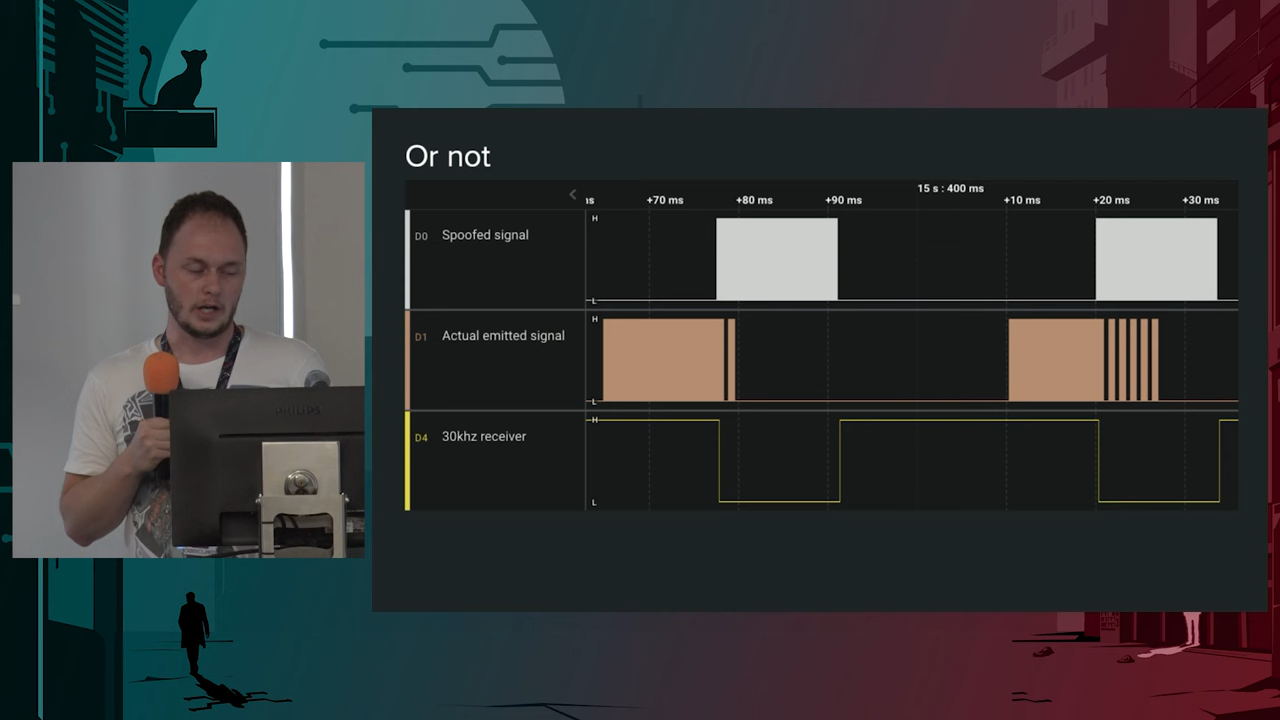 Or not
15 s : 400 ms
+70 ms
+80 ms
+90 ms
+10 ms
+20 ms
+30 ms
H
D0
Spoofed signal
L
H
D1
Actual emitted signal
L
H
D4
30khz receiver
L
PHILIPS